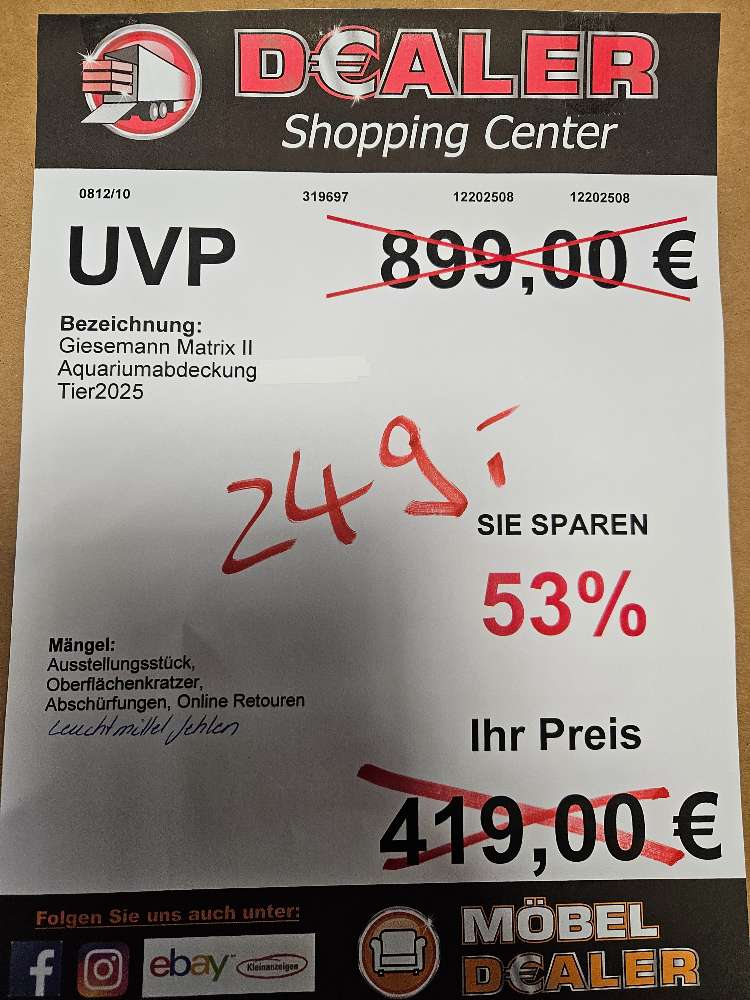 D€ALER
Shopping Center
0812/10 319697 12202508 12202508
UVP 899,00 €
Bezeichnung:
Giesemann Matrix II
Aquariumabdeckung
Tier2025
249,-
SIE SPAREN
53%
Mängel:
Ausstellungsstück,
Oberflächenkratzer,
Abschürfungen, Online Retouren
Leuchtmittel fehlen
Ihr Preis
419,00 €
Folgen Sie uns auch unter:
f ebay Kleinanzeigen
MÖBEL
D€ALER